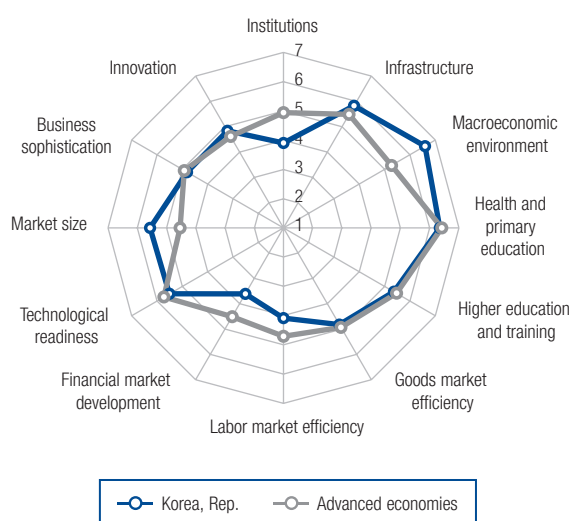 Institutions
7
Innovation
Infrastructure
6
5
Business
sophistication
Macroeconomic
environment
4
3
2
Market size
1
Health and
primary
education
Technological
readiness
Higher education
and training
Financial market
development
Goods market
efficiency
Labor market efficiency
Korea, Rep.
Advanced economies